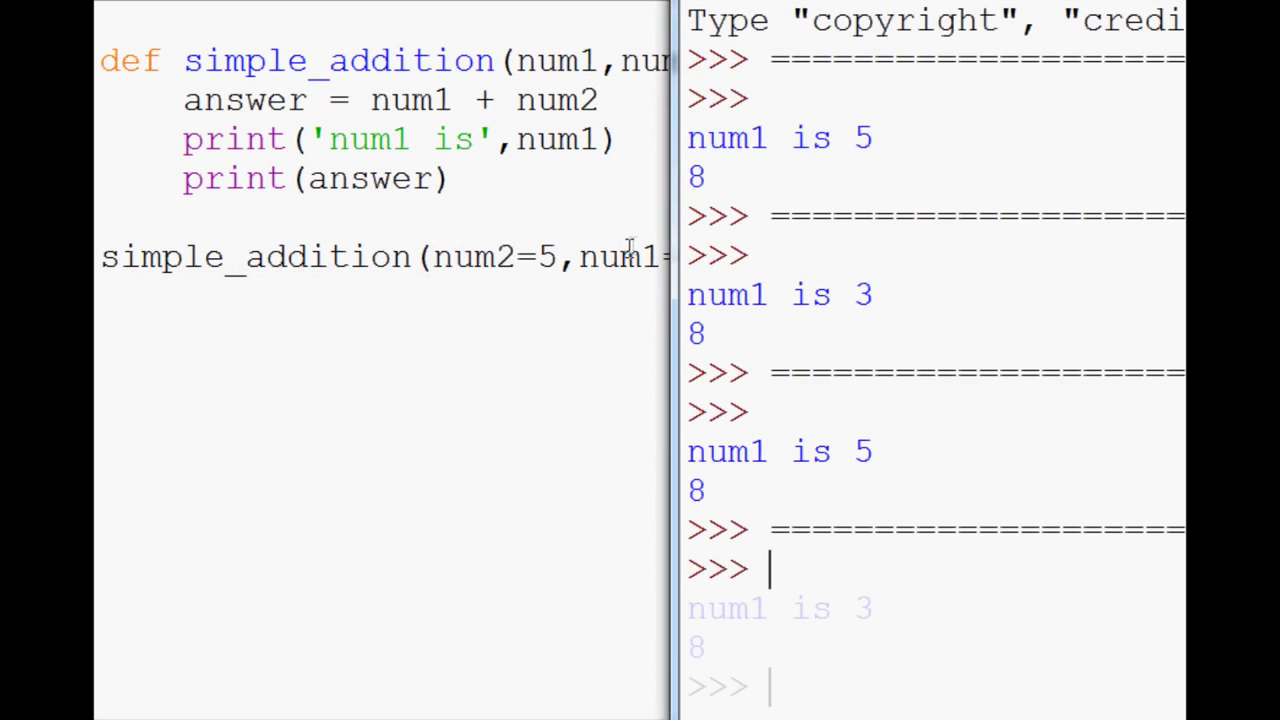 def simple_addition(num1,num
answer = num1 + num2
print('num1 is',num1)
print(answer)
simple_addition(num2=5,num1=
Type "copyright", "credi
>>> ====================
>>>
num1 is 5
8
>>> ====================
>>>
num1 is 3
8
>>> ====================
>>>
num1 is 5
8
>>> ====================
>>>
num1 is 3
8
>>>